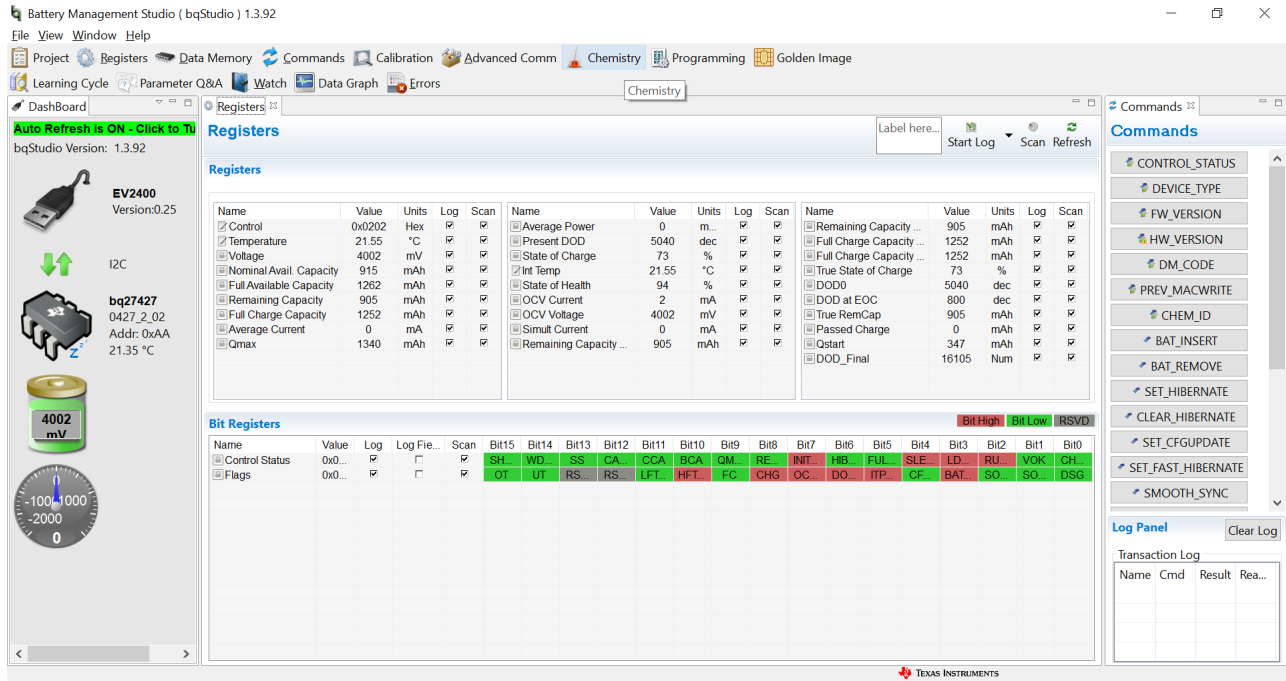 Battery Management Studio ( bqStudio ) 1.3.92
File View Window Help
Project Registers Data Memory Commands Calibration Advanced Comm Chemistry Programming Golden Image
Learning Cycle Parameter Q&A Watch Data Graph Errors
Chemistry
DashBoard
Auto Refresh is ON - Click to Tu
bqStudio Version: 1.3.92
EV2400
Version:0.25
I2C
bq27427
0427_2_02
Addr: 0xAA
21.35 °C
z z
4002
mV
0
-1000 1000
-2000
0
Registers
Registers
Label here...
Start Log Scan Refresh
Registers
Name Value Units Log Scan
Control 0x0202 Hex
Temperature 21.55 °C
Voltage 4002 mV
Nominal Avail. Capacity 915 mAh
Full Available Capacity 1262 mAh
Remaining Capacity 905 mAh
Full Charge Capacity 1252 mAh
Average Current 0 mA
Qmax 1340 mAh
Name Value Units Log Scan
Average Power 0 m...
Present DOD 5040 dec
State of Charge 73 %
Int Temp 21.55 °C
State of Health 94 %
OCV Current 2 mA
OCV Voltage 4002 mV
Simult Current 0 mA
Remaining Capacity ... 905 mAh
Name Value Units Log Scan
Remaining Capacity ... 905 mAh
Full Charge Capacity ... 1252 mAh
Full Charge Capacity ... 1252 mAh
True State of Charge 73 %
DOD0 5040 dec
DOD at EOC 800 dec
True RemCap 905 mAh
Passed Charge 0 mAh
Qstart 347 mAh
DOD_Final 16105 Num
Bit Registers
Bit High Bit Low RSVD
Name Value Log Log Fie... Scan Bit15 Bit14 Bit13 Bit12 Bit11 Bit10 Bit9 Bit8 Bit7 Bit6 Bit5 Bit4 Bit3 Bit2 Bit1 Bit0
Control Status 0x0... SH... WD... SS CA... CCA BCA QM... RE... INIT... HIB... FUL... SLE... LD... RU... VOK CH...
Flags 0x0... OT UT RS... RS... LFT... HFT... FC CHG OC... DO... ITP... CF... BAT... SO... SO... DSG
Commands
Commands
CONTROL_STATUS
DEVICE_TYPE
FW_VERSION
HW_VERSION
DM_CODE
PREV_MACWRITE
CHEM_ID
BAT_INSERT
BAT_REMOVE
SET_HIBERNATE
CLEAR_HIBERNATE
SET_CFGUPDATE
SET_FAST_HIBERNATE
SMOOTH_SYNC
Log Panel
Clear Log
Transaction Log
Name Cmd Result Rea...
TEXAS INSTRUMENTS